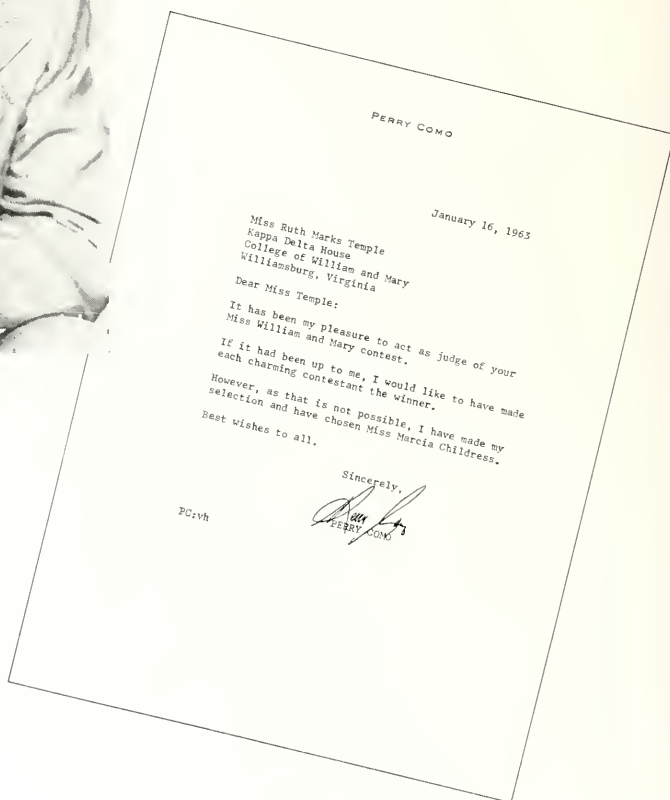 PERRY COMO
January 16, 1963
Miss Ruth Marks Temple
Kappa Delta House
College of William and Mary
Williamsburg, Virginia
Dear Miss Temple:
It has been my pleasure to act as judge of your
Miss William and Mary contest.
If it had been up to me, I would like to have made
each charming contestant the winner.
However, as that is not possible, I have made my
selection and have chosen Miss Marcia Childress.
Best wishes to all.
Sincerely,
Perry Como
PERRY COMO
PC:vh